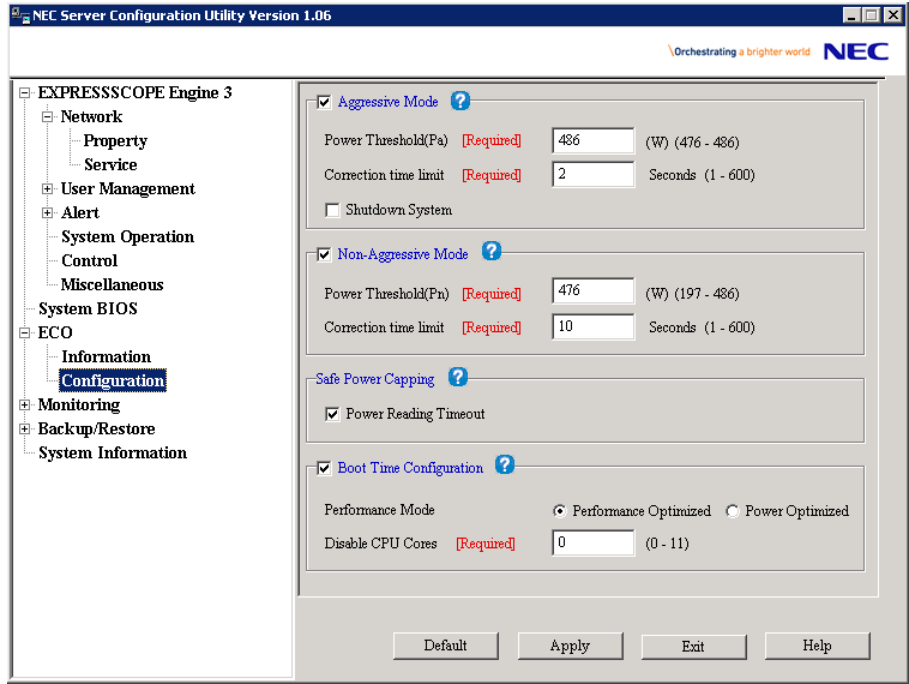 NEC Server Configuration Utility Version 1.06
\Orchestrating a brighter world NEC
EXPRESSSCOPE Engine 3
Network
Property
Service
User Management
Alert
System Operation
Control
Miscellaneous
System BIOS
ECO
Information
Configuration
Monitoring
Backup/Restore
System Information
Aggressive Mode ?
Power Threshold(Pa) [Required] 486 (W) (476 - 486)
Correction time limit [Required] 2 Seconds (1 - 600)
Shutdown System
Non-Aggressive Mode ?
Power Threshold(Pn) [Required] 476 (W) (197 - 486)
Correction time limit [Required] 10 Seconds (1 - 600)
Safe Power Capping ?
Power Reading Timeout
Boot Time Configuration ?
Performance Mode Performance Optimized Power Optimized
Disable CPU Cores [Required] 0 (0 - 11)
Default Apply Exit Help